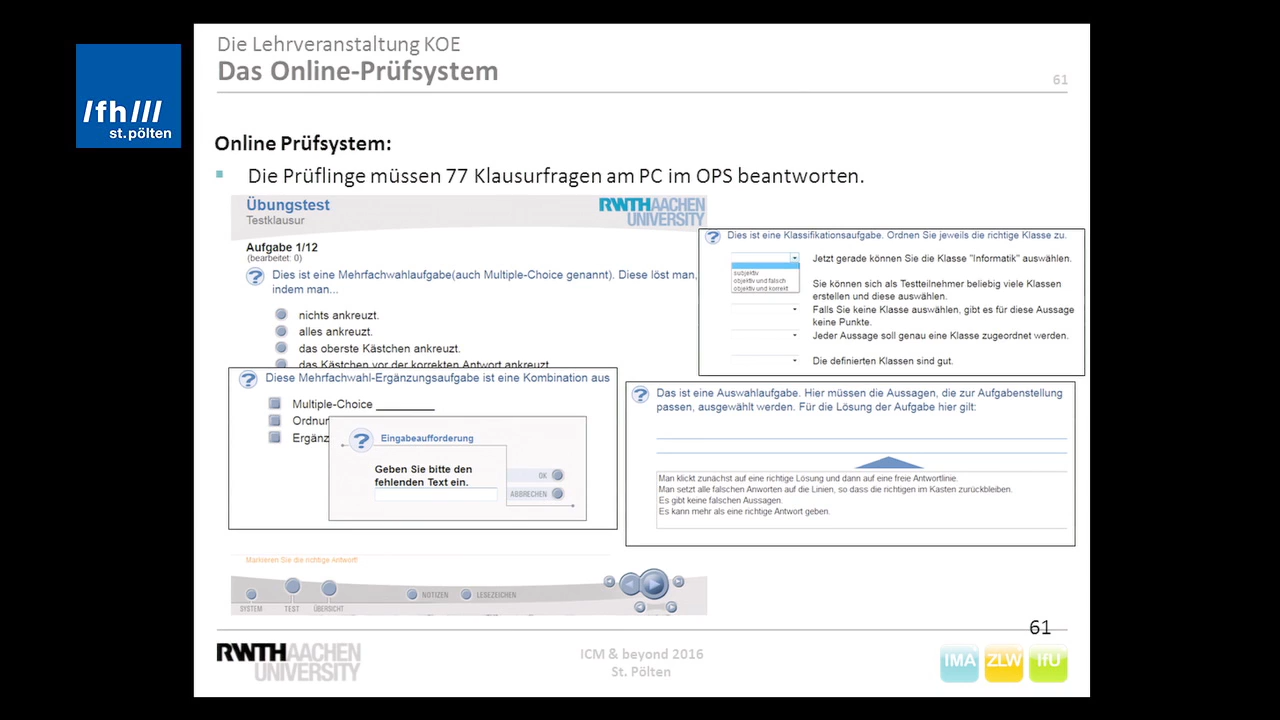 Die Lehrveranstaltung KOE
Das Online-Prüfsystem
61
/fh///
st.pölten
Online Prüfsystem:
Die Prüflinge müssen 77 Klausurfragen am PC im OPS beantworten.
Übungstest
Testklausur
RWTHAACHEN
UNIVERSITY
Aufgabe 1/12
(bearbeitet: 0)
Dies ist eine Mehrfachwahlaufgabe(auch Multiple-Choice genannt). Diese löst man,
indem man...
nichts ankreuzt.
alles ankreuzt.
das oberste Kästchen ankreuzt.
das Kästchen vor der korrekten Antwort ankreuzt
Dies ist eine Klassifikationsaufgabe. Ordnen Sie jeweils die richtige Klasse zu.
Jetzt gerade können Sie die Klasse "Informatik" auswählen.
subjektiv
objektiv und falsch
objektiv und korrekt
Sie können sich als Testteilnehmer beliebig viele Klassen
erstellen und diese auswählen.
Falls Sie keine Klasse auswählen, gibt es für diese Aussage
keine Punkte.
Jeder Aussage soll genau eine Klasse zugeordnet werden.
Die definierten Klassen sind gut.
Diese Mehrfachwahl-Ergänzungsaufgabe ist eine Kombination aus
Multiple-Choice ________
Ordnur
Ergänz
Eingabeaufforderung
Geben Sie bitte den
fehlenden Text ein.
OK
ABBRECHEN
Das ist eine Auswahlaufgabe. Hier müssen die Aussagen, die zur Aufgabenstellung
passen, ausgewählt werden. Für die Lösung der Aufgabe hier gilt:
Man klickt zunächst auf eine richtige Lösung und dann auf eine freie Antwortlinie.
Man setzt alle falschen Anworten auf die Linien, so dass die richtigen im Kasten zurückbleiben.
Es gibt keine falschen Aussagen.
Es kann mehr als eine richtige Antwort geben.
Markieren Sie die richtige Antwort!
SYSTEM
TEST
ÜBERSICHT
NOTIZEN
LESEZEICHEN
61
RWTHAACHEN
UNIVERSITY
ICM & beyond 2016
St. Pölten
IMA
ZLW
IfU